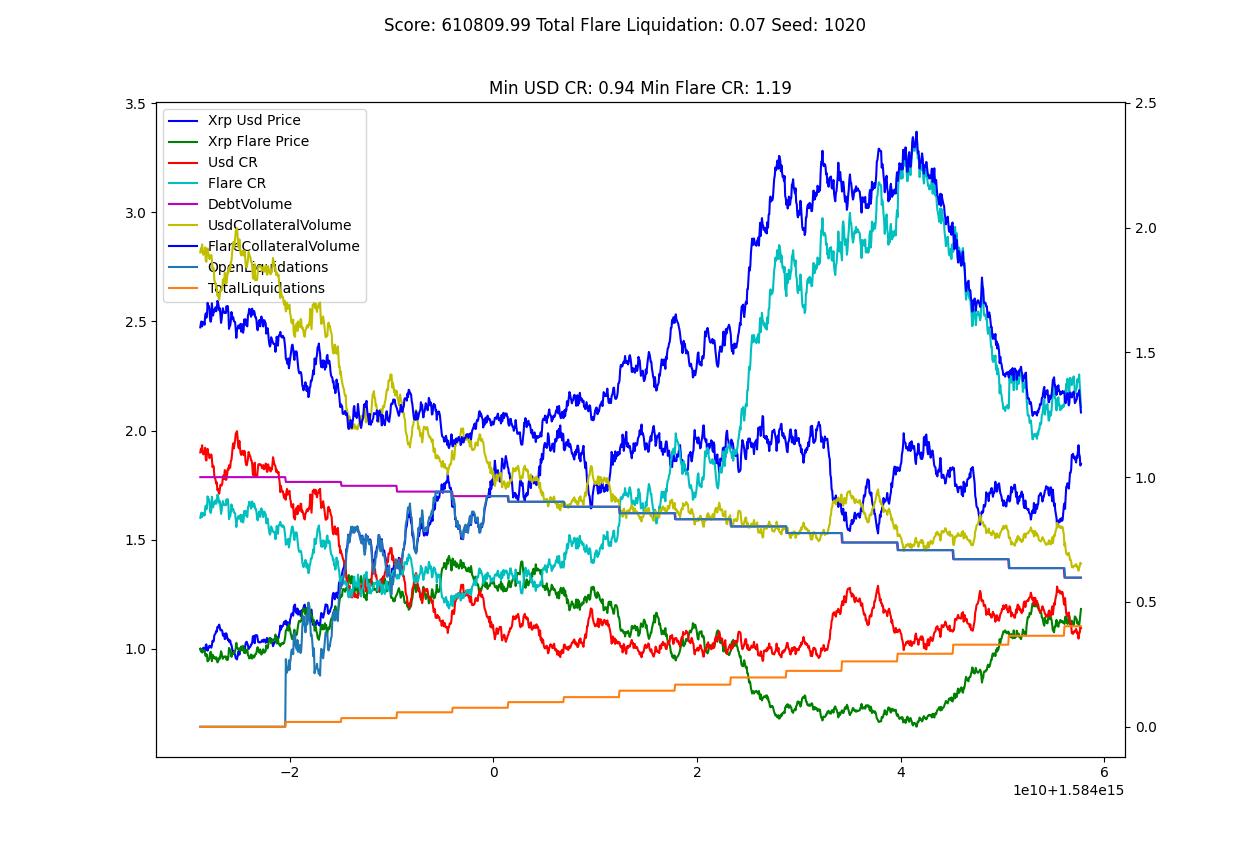 Score: 610809.99 Total Flare Liquidation: 0.07 Seed: 1020
Min USD CR: 0.94 Min Flare CR: 1.19
3.5
3.0
2.5
2.0
1.5
1.0
Xrp Usd Price
Xrp Flare Price
Usd CR
Flare CR
DebtVolume
UsdCollateralVolume
FlareCollateralVolume
OpenLiquidations
TotalLiquidations
2.5
2.0
1.5
1.0
0.5
0.0
−2 0 2 4 6
1e10+1.584e15